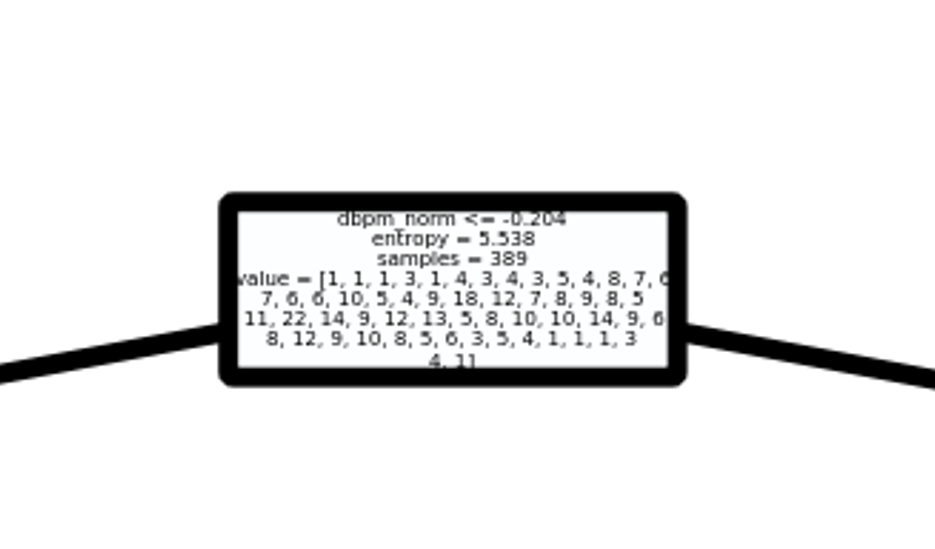 dbpm_norm <= -0.204
entropy = 5.538
samples = 389
value = [1, 1, 1, 3, 1, 4, 3, 4, 3, 5, 4, 8, 7, 6
7, 6, 6, 10, 5, 4, 9, 18, 12, 7, 8, 9, 8, 5
11, 22, 14, 9, 12, 13, 5, 8, 10, 10, 14, 9, 6
8, 12, 9, 10, 8, 5, 6, 3, 5, 4, 1, 1, 1, 3
4, 1]